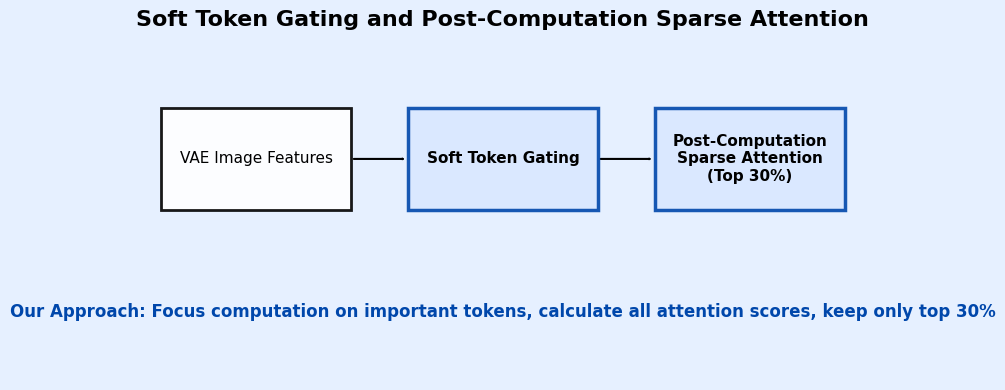 Soft Token Gating and Post-Computation Sparse Attention
VAE Image Features
Soft Token Gating
Post-Computation
Sparse Attention
(Top 30%)
Our Approach: Focus computation on important tokens, calculate all attention scores, keep only top 30%